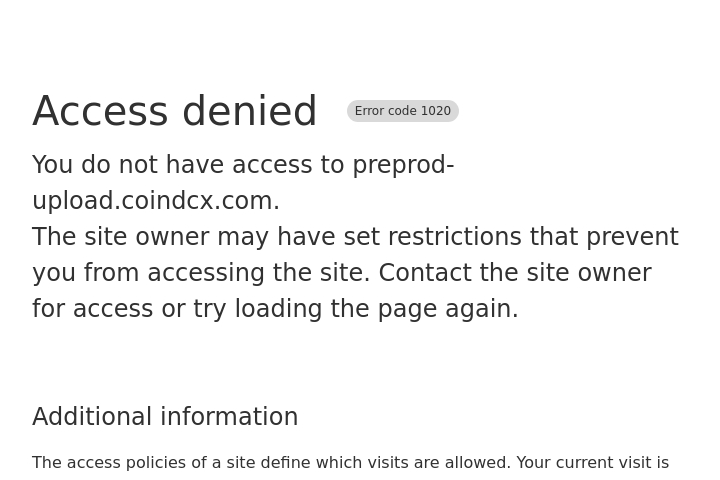 Access denied Error code 1020
You do not have access to preprod-
upload.coindcx.com.
The site owner may have set restrictions that prevent
you from accessing the site. Contact the site owner
for access or try loading the page again.
Additional information
The access policies of a site define which visits are allowed. Your current visit is